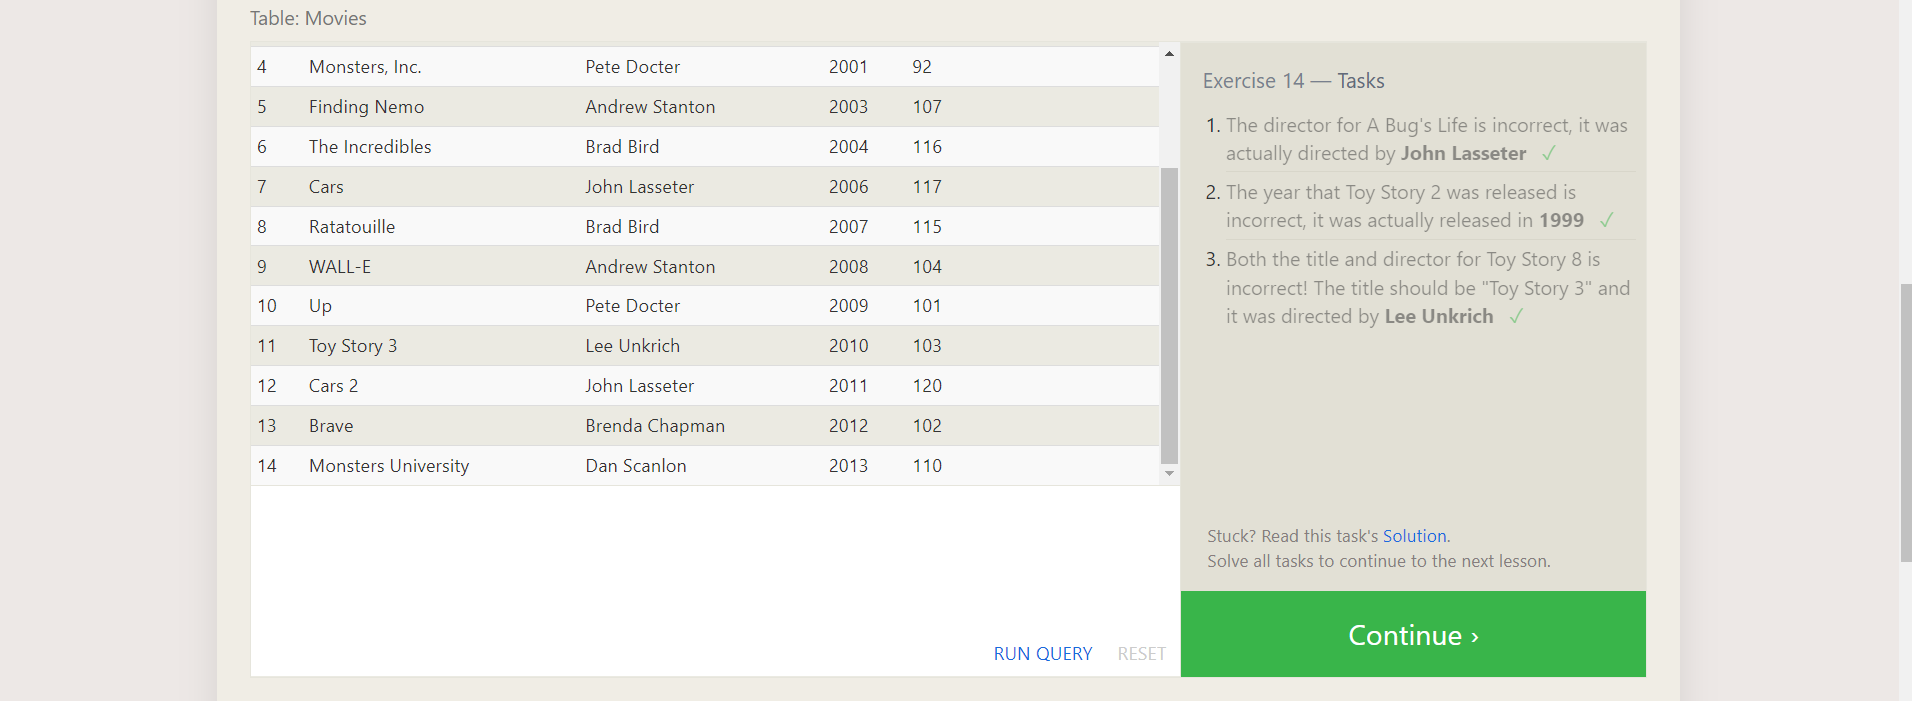 Table: Movies
4 Monsters, Inc. Pete Docter 2001 92
5 Finding Nemo Andrew Stanton 2003 107
6 The Incredibles Brad Bird 2004 116
7 Cars John Lasseter 2006 117
8 Ratatouille Brad Bird 2007 115
9 WALL-E Andrew Stanton 2008 104
10 Up Pete Docter 2009 101
11 Toy Story 3 Lee Unkrich 2010 103
12 Cars 2 John Lasseter 2011 120
13 Brave Brenda Chapman 2012 102
14 Monsters University Dan Scanlon 2013 110
RUN QUERY RESET
Exercise 14 — Tasks
1. The director for A Bug's Life is incorrect, it was
actually directed by John Lasseter ✓
2. The year that Toy Story 2 was released is
incorrect, it was actually released in 1999 ✓
3. Both the title and director for Toy Story 8 is
incorrect! The title should be "Toy Story 3" and
it was directed by Lee Unkrich ✓
Stuck? Read this task's Solution.
Solve all tasks to continue to the next lesson.
Continue ›